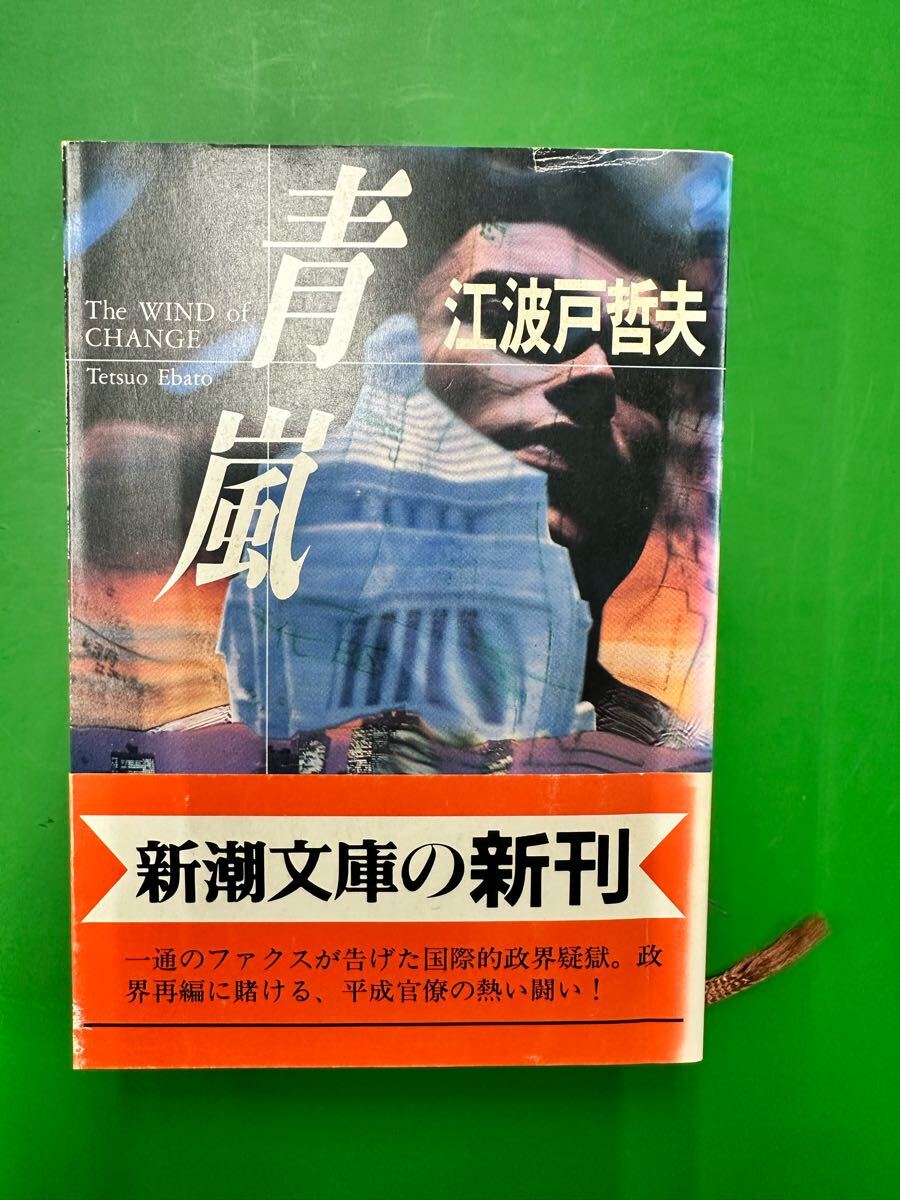 青嵐
江波戸哲夫
The WIND of
CHANGE
Tetsuo Ebato
新潮文庫の新刊
一通のファクスが告げた国際的政界疑獄。政
界再編に賭ける、平成官僚の熱い闘い！